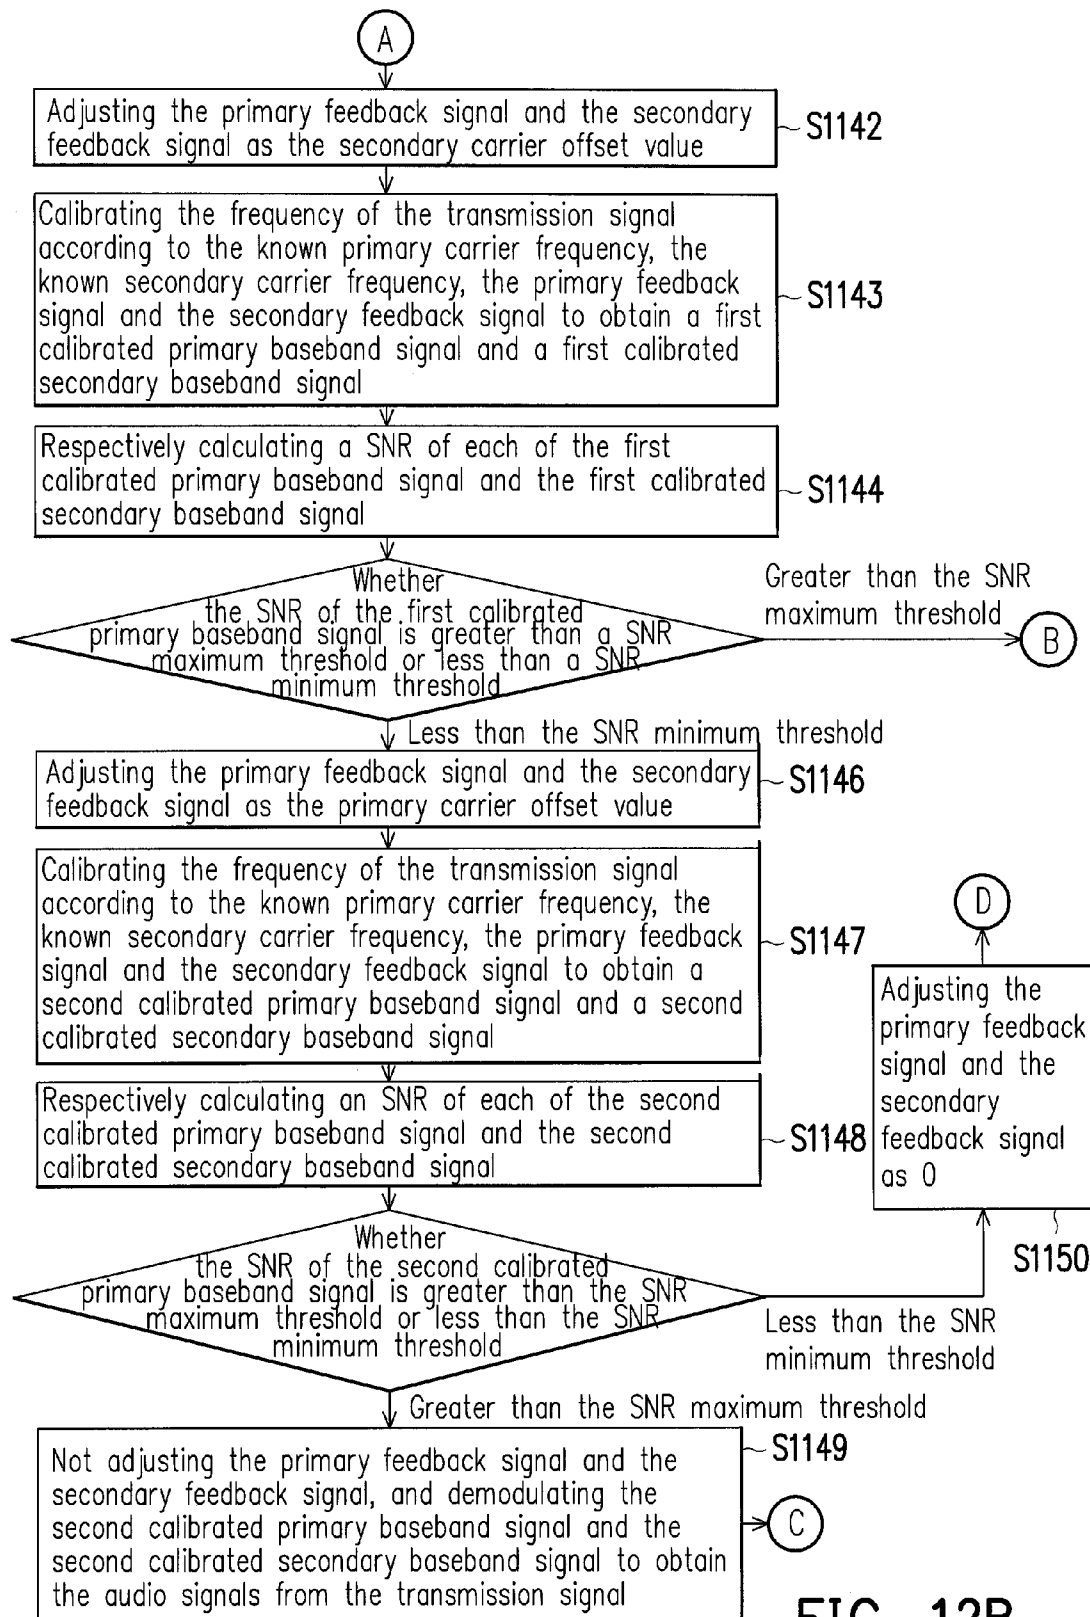 A
Adjusting the primary feedback signal and the secondary
feedback signal as the secondary carrier offset value
S1142
Calibrating the frequency of the transmission signal
according to the known primary carrier frequency, the
known secondary carrier frequency, the primary feedback
signal and the secondary feedback signal to obtain a first
calibrated primary baseband signal and a first calibrated
secondary baseband signal
S1143
Respectively calculating a SNR of each of the first
calibrated primary baseband signal and the first calibrated
secondary baseband signal
S1144
Whether
the SNR of the first calibrated
primary baseband signal is greater than a SNR
maximum threshold or less than a SNR
minimum threshold
Greater than the SNR
maximum threshold
B
Less than the SNR minimum threshold
Adjusting the primary feedback signal and the secondary
feedback signal as the primary carrier offset value
S1146
Calibrating the frequency of the transmission signal
according to the known primary carrier frequency, the
known secondary carrier frequency, the primary feedback
signal and the secondary feedback signal to obtain a
second calibrated primary baseband signal and a second
calibrated secondary baseband signal
S1147
D
Adjusting the
primary feedback
signal and the
secondary
feedback signal
as 0
S1150
Respectively calculating an SNR of each of the second
calibrated primary baseband signal and the second
calibrated secondary baseband signal
S1148
Whether
the SNR of the second calibrated
primary baseband signal is greater than the SNR
maximum threshold or less than the SNR
minimum threshold
Less than the SNR
minimum threshold
Greater than the SNR maximum threshold
Not adjusting the primary feedback signal and the
secondary feedback signal, and demodulating the
second calibrated primary baseband signal and the
second calibrated secondary baseband signal to obtain
the audio signals from the transmission signal
S1149
C
FIG. 12B